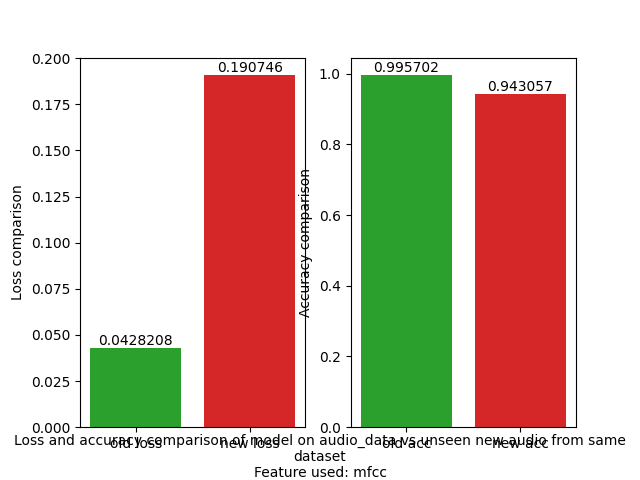 0.200
0.175
0.150
0.125
0.100
0.075
0.050
0.025
0.000
Loss comparison
0.0428208
0.190746
old loss
new loss
1.0
0.8
0.6
0.4
0.2
0.0
Accuracy comparison
0.995702
0.943057
old acc
new acc
Loss and accuracy comparison of model on audio_data vs unseen new audio from same
dataset
Feature used: mfcc